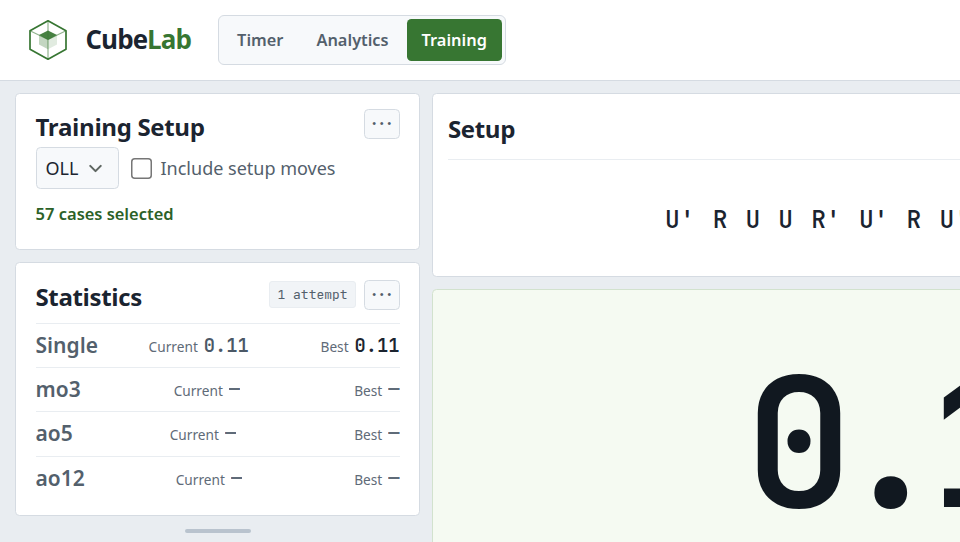 CubeLab
Timer Analytics Training
Training Setup ...
OLL Include setup moves
57 cases selected
Statistics 1 attempt ...
Single Current 0.11 Best 0.11
mo3 Current — Best —
ao5 Current — Best —
ao12 Current — Best —
Setup
U' R U U R' U' R U'
0.1